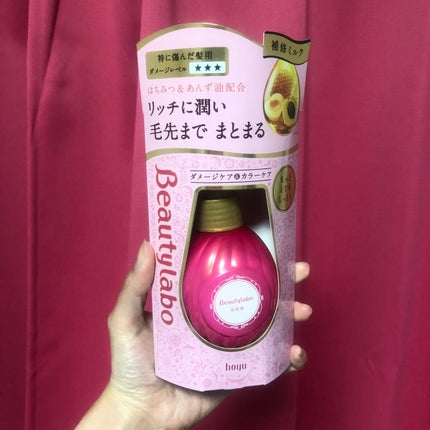 特に傷んだ髪用
ダメージレベル ★★★
補修ミルク
はちみつ&あんず油配合
リッチに潤い
毛先まで まとまる
ダメージケア&カラーケア
Beautylabo
Beautylabo
hoyu